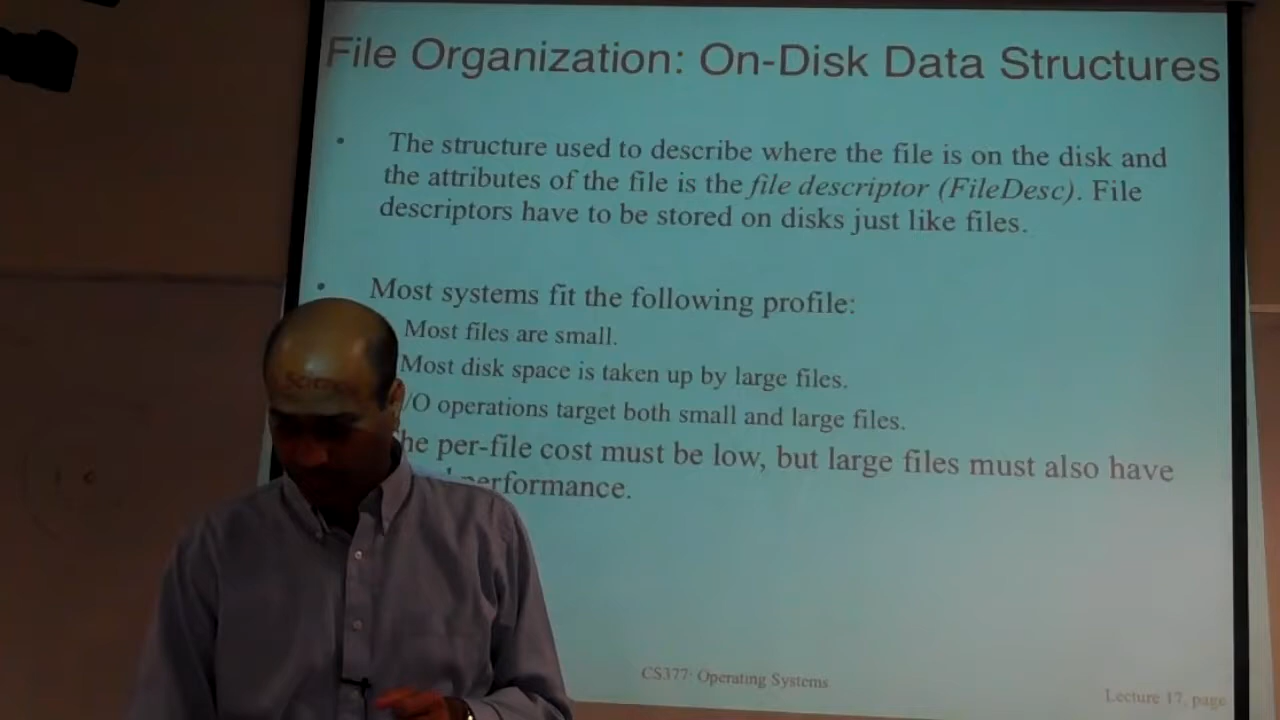 File Organization: On-Disk Data Structures
• The structure used to describe where the file is on the disk and
the attributes of the file is the file descriptor (FileDesc). File
descriptors have to be stored on disks just like files.
• Most systems fit the following profile:
Most files are small.
Most disk space is taken up by large files.
/O operations target both small and large files.
he per-file cost must be low, but large files must also have
performance.
CS377: Operating Systems
Lecture 17, page